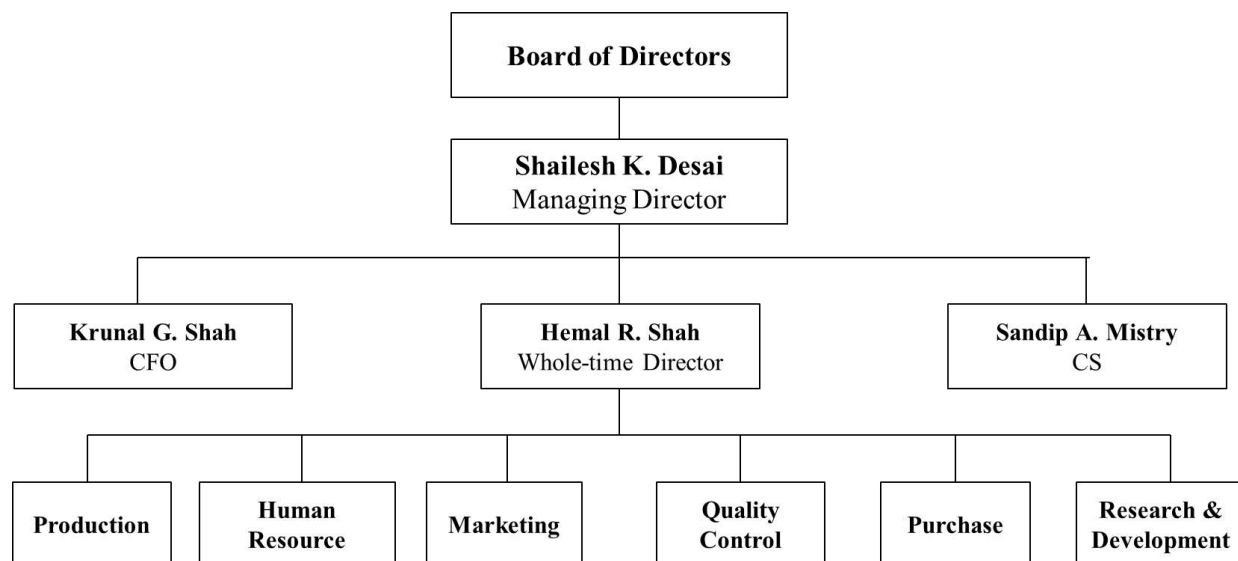 Board of Directors
Shailesh K. Desai
Managing Director
Krunal G. Shah
CFO
Hemal R. Shah
Whole-time Director
Sandip A. Mistry
CS
Production
Human
Resource
Marketing
Quality
Control
Purchase
Research &
Development